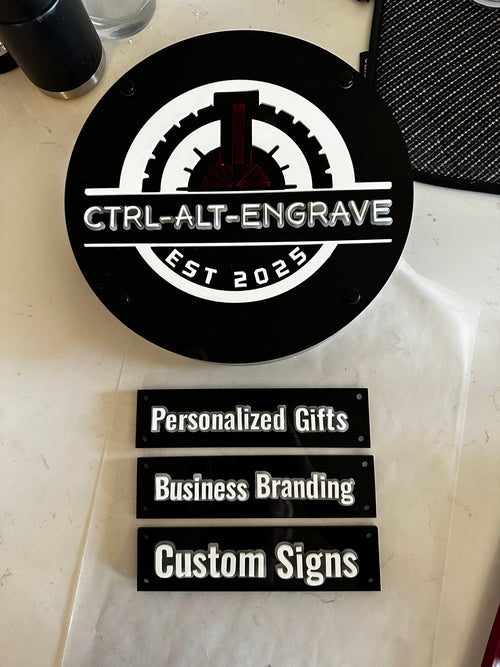 CTRL-ALT-ENGRAVE
EST 2025
Personalized Gifts
Business Branding
Custom Signs